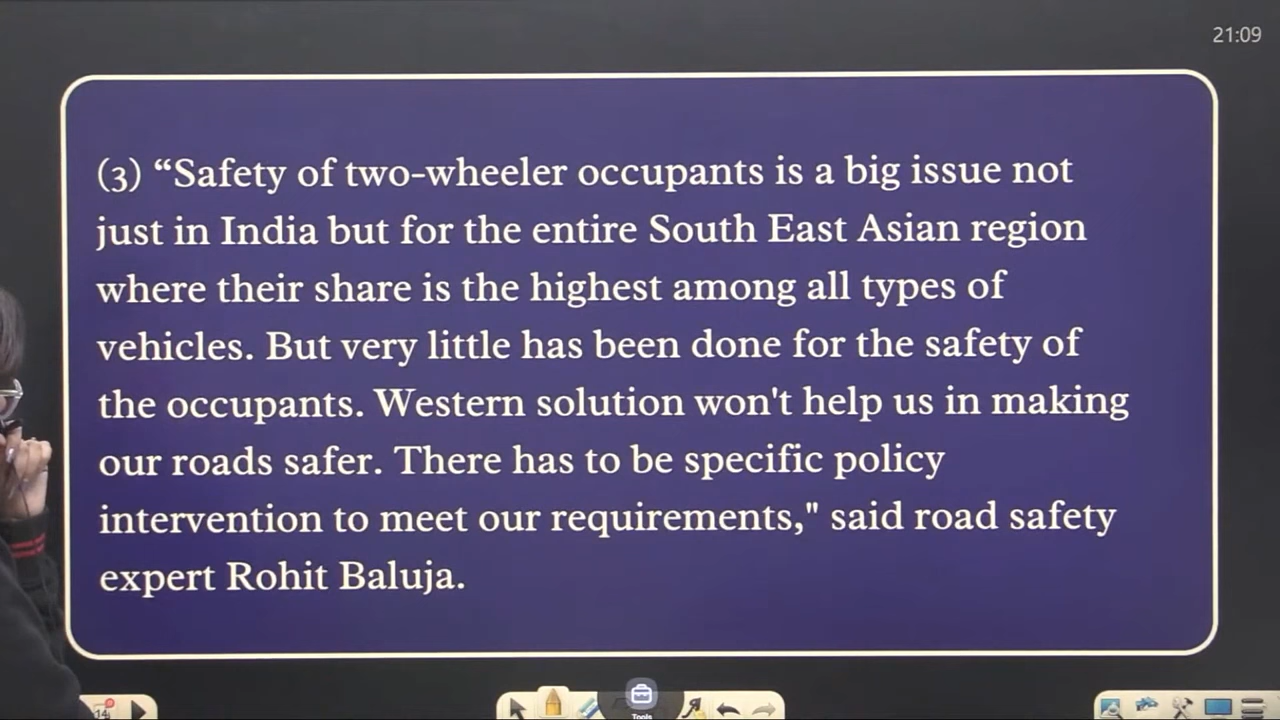 21:09
(3) “Safety of two-wheeler occupants is a big issue not
just in India but for the entire South East Asian region
where their share is the highest among all types of
vehicles. But very little has been done for the safety of
the occupants. Western solution won't help us in making
our roads safer. There has to be specific policy
intervention to meet our requirements," said road safety
expert Rohit Baluja.
14
Tools